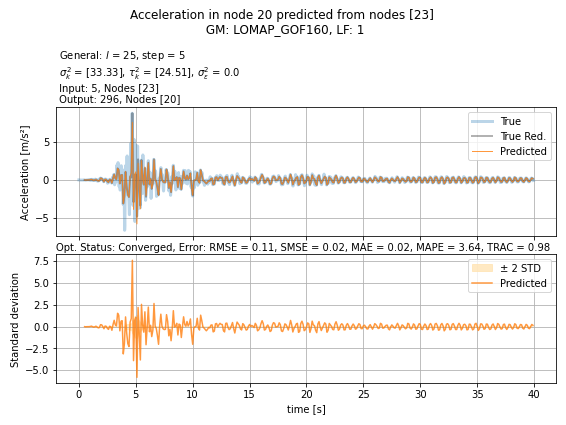 Acceleration in node 20 predicted from nodes [23]
GM: LOMAP_GOF160, LF: 1
General: l = 25, step = 5
σ²ₖ = [33.33], τ²ₖ = [24.51], σ²ε = 0.0
Input: 5, Nodes [23]
Output: 296, Nodes [20]
Acceleration [m/s²]
5
0
−5
True
True Red.
Predicted
Opt. Status: Converged, Error: RMSE = 0.11, SMSE = 0.02, MAE = 0.02, MAPE = 3.64, TRAC = 0.98
Standard deviation
7.5
5.0
2.5
0.0
−2.5
−5.0
± 2 STD
Predicted
0 5 10 15 20 25 30 35 40
time [s]